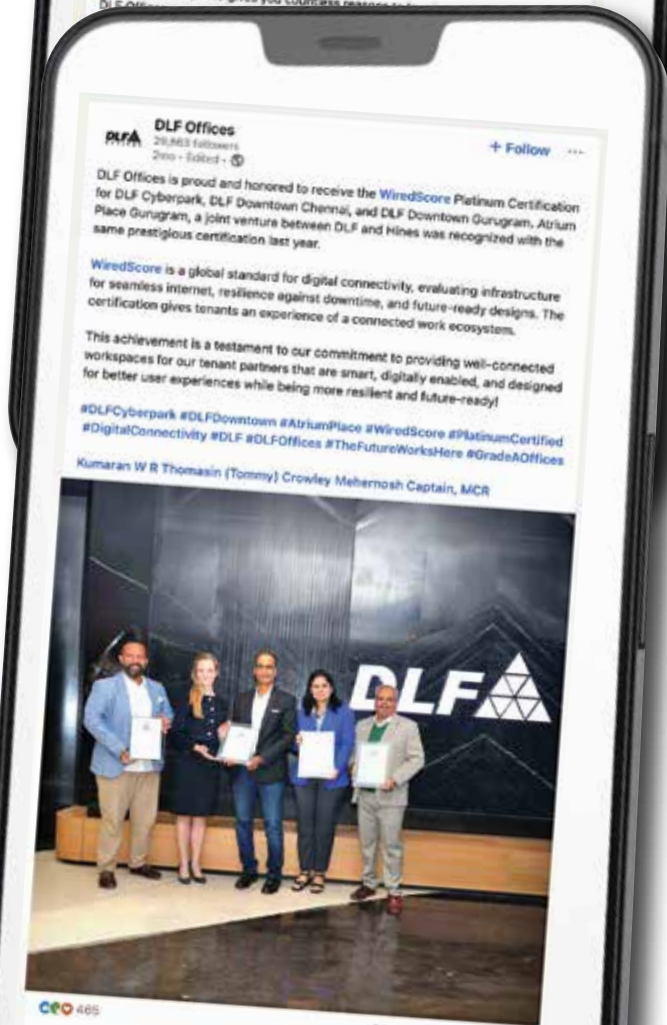 DLF Offices
DLF Offices
+ Follow ...
2mo • Edited •
DLF Offices is proud and honored to receive the WiredScore Platinum Certification
for DLF Cyberpark, DLF Downtown Chennai, and DLF Downtown Gurugram, Atrium
Place Gurugram, a joint venture between DLF and Hines was recognized with the
same prestigious certification last year.
WiredScore is a global standard for digital connectivity, evaluating infrastructure
for seamless internet, resilience against downtime, and future-ready designs. The
certification gives tenants an experience of a connected work ecosystem.
This achievement is a testament to our commitment to providing well-connected
workspaces for our tenant partners that are smart, digitally enabled, and designed
for better user experiences while being more resilient and future-ready!
#DLFCyberpark #DLFDowntown #AtriumPlace #WiredScore #PlatinumCertified
#DigitalConnectivity #DLF #DLFOffices #TheFutureWorksHere #GradeAOffices
Kumaran W R Thomasin (Tommy) Crowley Mehernosh Captain, MCR
DLF
465